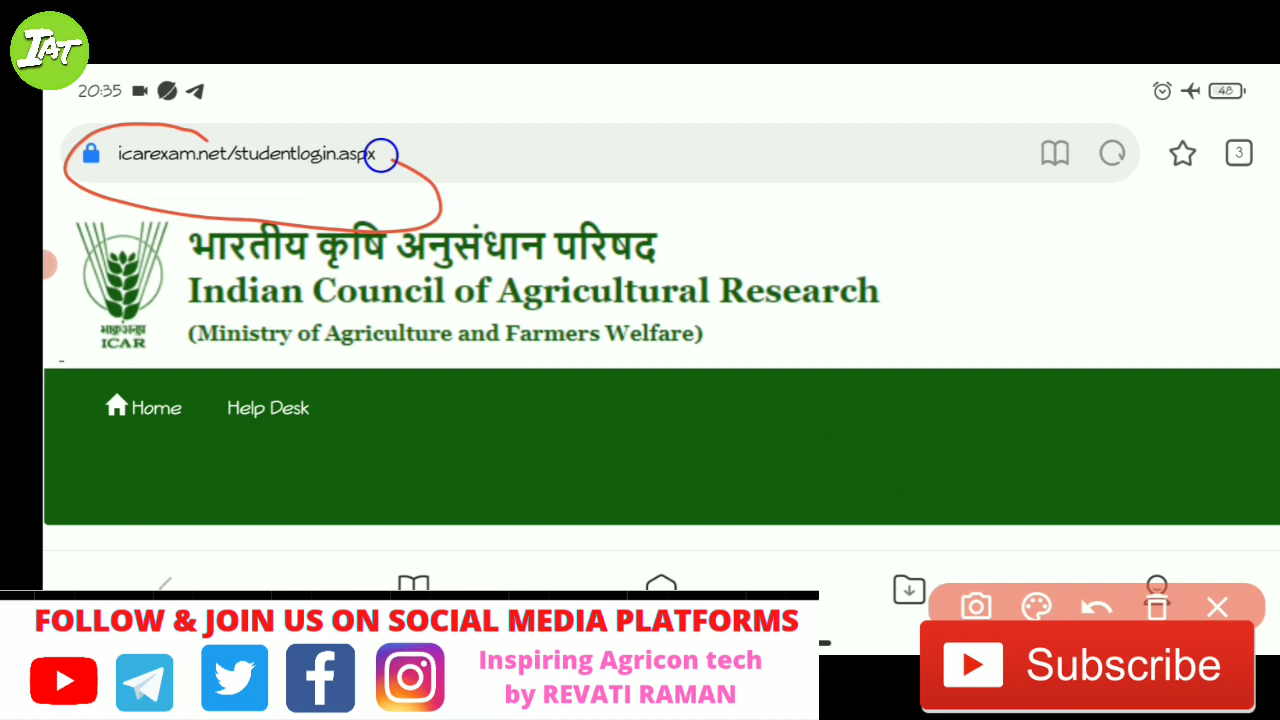 IAT
20:35
48
icarexam.net/studentlogin.aspx
3
भारतीय कृषि अनुसंधान परिषद
Indian Council of Agricultural Research
(Ministry of Agriculture and Farmers Welfare)
भाकृअनुप
ICAR
Home
Help Desk
FOLLOW & JOIN US ON SOCIAL MEDIA PLATFORMS
Inspiring Agricon tech
by REVATI RAMAN
Subscribe